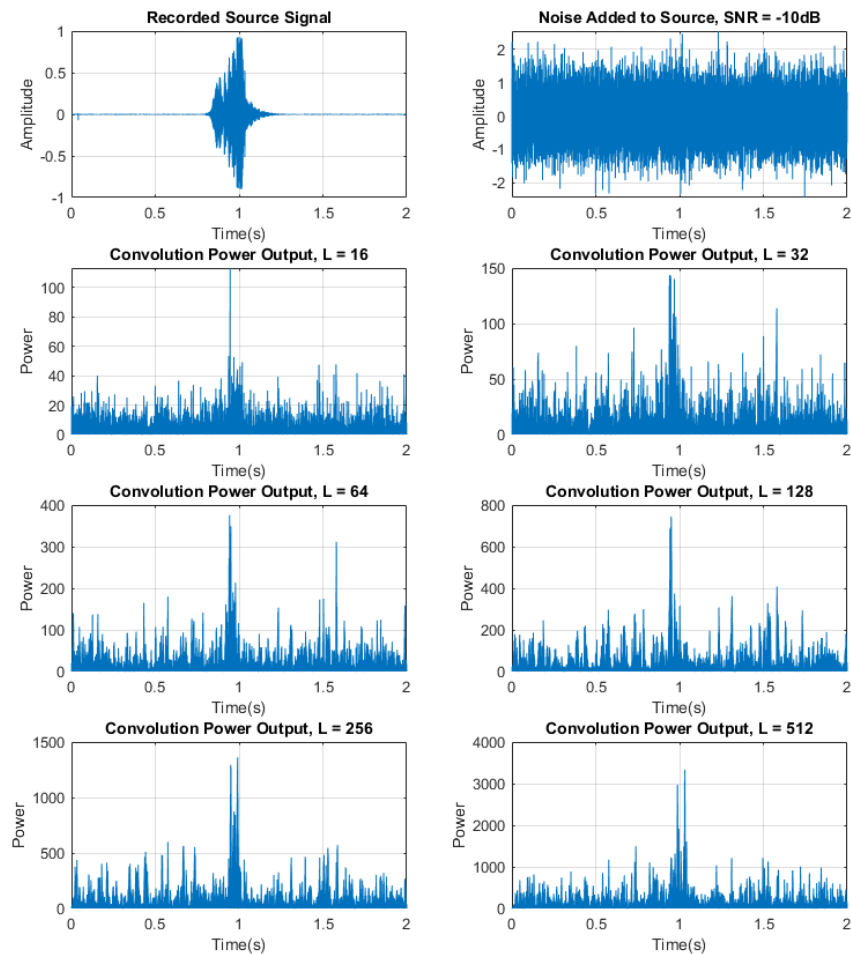 Recorded Source Signal
Amplitude
1
0.5
0
-0.5
-1
0 0.5 1 1.5 2
Time(s)
Noise Added to Source, SNR = -10dB
Amplitude
2
1
0
-1
-2
0 0.5 1 1.5 2
Time(s)
Convolution Power Output, L = 16
Power
100
80
60
40
20
0
0 0.5 1 1.5 2
Time(s)
Convolution Power Output, L = 32
Power
150
100
50
0
0 0.5 1 1.5 2
Time(s)
Convolution Power Output, L = 64
Power
400
300
200
100
0
0 0.5 1 1.5 2
Time(s)
Convolution Power Output, L = 128
Power
800
600
400
200
0
0 0.5 1 1.5 2
Time(s)
Convolution Power Output, L = 256
Power
1500
1000
500
0
0 0.5 1 1.5 2
Time(s)
Convolution Power Output, L = 512
Power
4000
3000
2000
1000
0
0 0.5 1 1.5 2
Time(s)